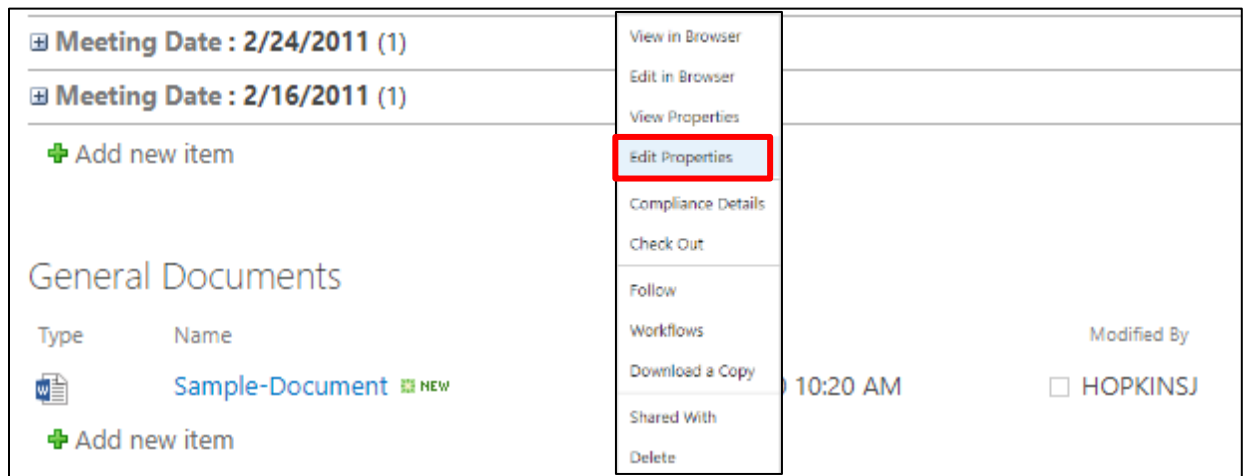 Meeting Date : 2/24/2011 (1)
Meeting Date : 2/16/2011 (1)
Add new item
View in Browser
Edit in Browser
View Properties
Edit Properties
Compliance Details
Check Out
Follow
Workflows
Download a Copy
Shared With
Delete
General Documents
Type Name Modified By
Sample-Document NEW 10:20 AM HOPKINSJ
Add new item